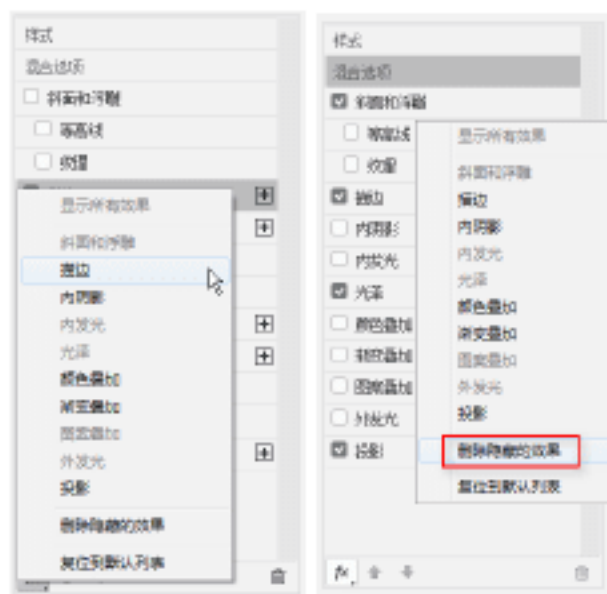 样式
混合选项
斜面和浮雕
等高线
纹理
显示所有效果
斜面和浮雕
描边
内阴影
内发光
光泽
颜色叠加
渐变叠加
图案叠加
外发光
投影
删除隐藏的效果
复位到默认列表
样式
混合选项
斜面和浮雕
等高线
纹理
描边
内阴影
内发光
光泽
颜色叠加
渐变叠加
图案叠加
外发光
投影
显示所有效果
斜面和浮雕
描边
内阴影
内发光
光泽
颜色叠加
渐变叠加
图案叠加
外发光
投影
删除隐藏的效果
复位到默认列表
fx